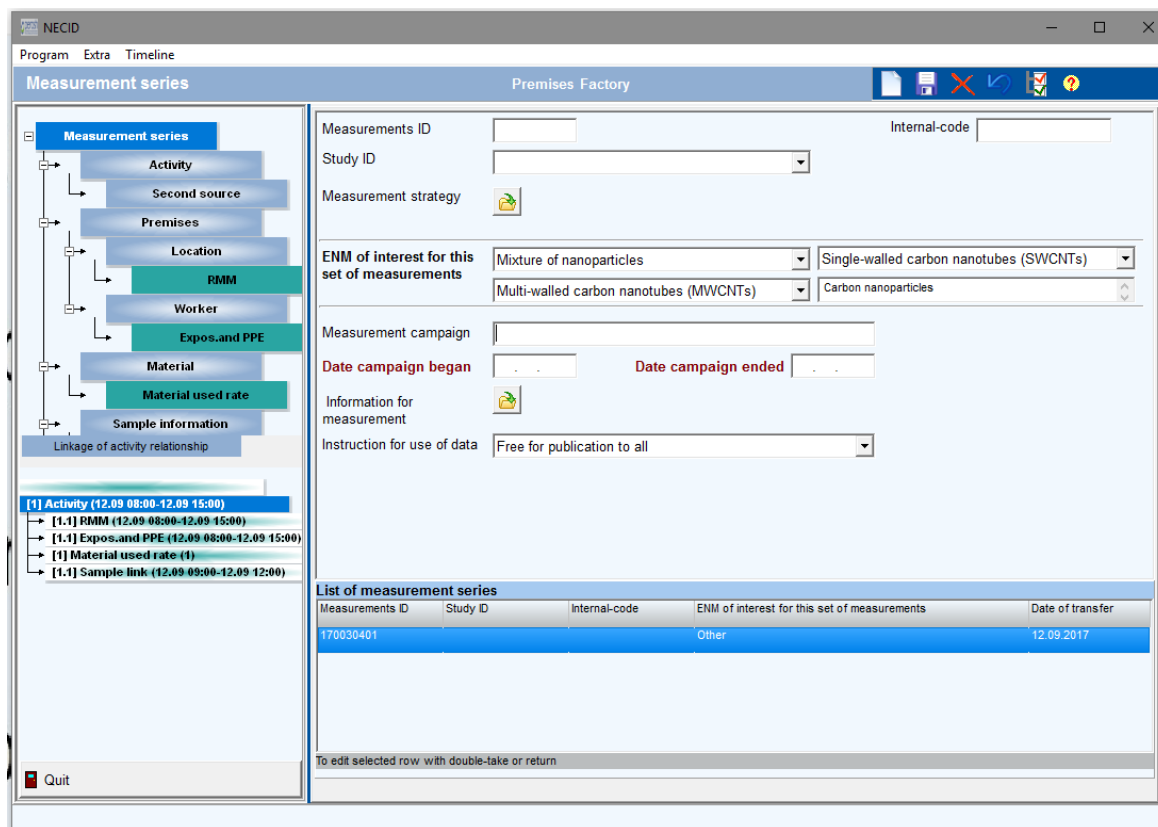 NECID
Program Extra Timeline
Measurement series Premises Factory
Measurement series
Activity
Second source
Premises
Location
RMM
Worker
Expos.and PPE
Material
Material used rate
Sample information
Linkage of activity relationship
[1] Activity (12.09 08:00-12.09 15:00)
[1.1] RMM (12.09 08:00-12.09 15:00)
[1.1] Expos.and PPE (12.09 08:00-12.09 15:00)
[1] Material used rate (1)
[1.1] Sample link (12.09 09:00-12.09 12:00)
Quit
Measurements ID Internal-code
Study ID
Measurement strategy
ENM of interest for this
set of measurements
Mixture of nanoparticles Single-walled carbon nanotubes (SWCNTs)
Multi-walled carbon nanotubes (MWCNTs) Carbon nanoparticles
Measurement campaign
Date campaign began . . Date campaign ended . .
Information for
measurement
Instruction for use of data Free for publication to all
List of measurement series
Measurements ID Study ID Internal-code ENM of interest for this set of measurements Date of transfer
170030401 Other 12.09.2017
To edit selected row with double-take or return